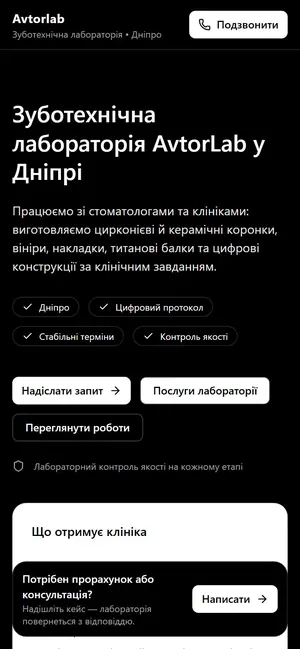 Avtorlab
Зуботехнічна лабораторія • Дніпро
Подзвонити
Зуботехнічна
лабораторія AvtorLab у
Дніпрі
Працюємо зі стоматологами та клініками:
виготовляємо цирконієві й керамічні коронки,
вініри, накладки, титанові балки та цифрові
конструкції за клінічним завданням.
Дніпро
Цифровий протокол
Стабільні терміни
Контроль якості
Надіслати запит
Послуги лабораторії
Переглянути роботи
Лабораторний контроль якості на кожному етапі
Що отримує клініка
Потрібен прорахунок або
консультація?
Надішліть кейс — лабораторія
повернеться з відповіддю.
Написати